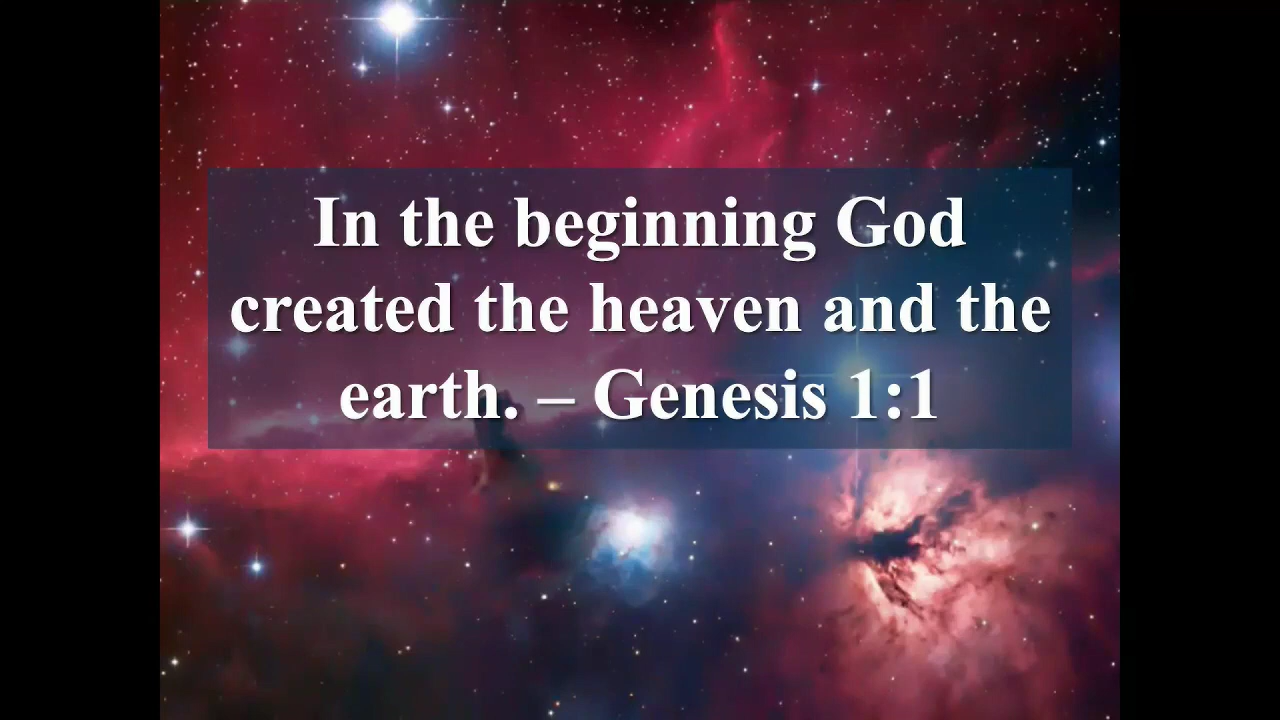 In the beginning God
created the heaven and the
earth. – Genesis 1:1